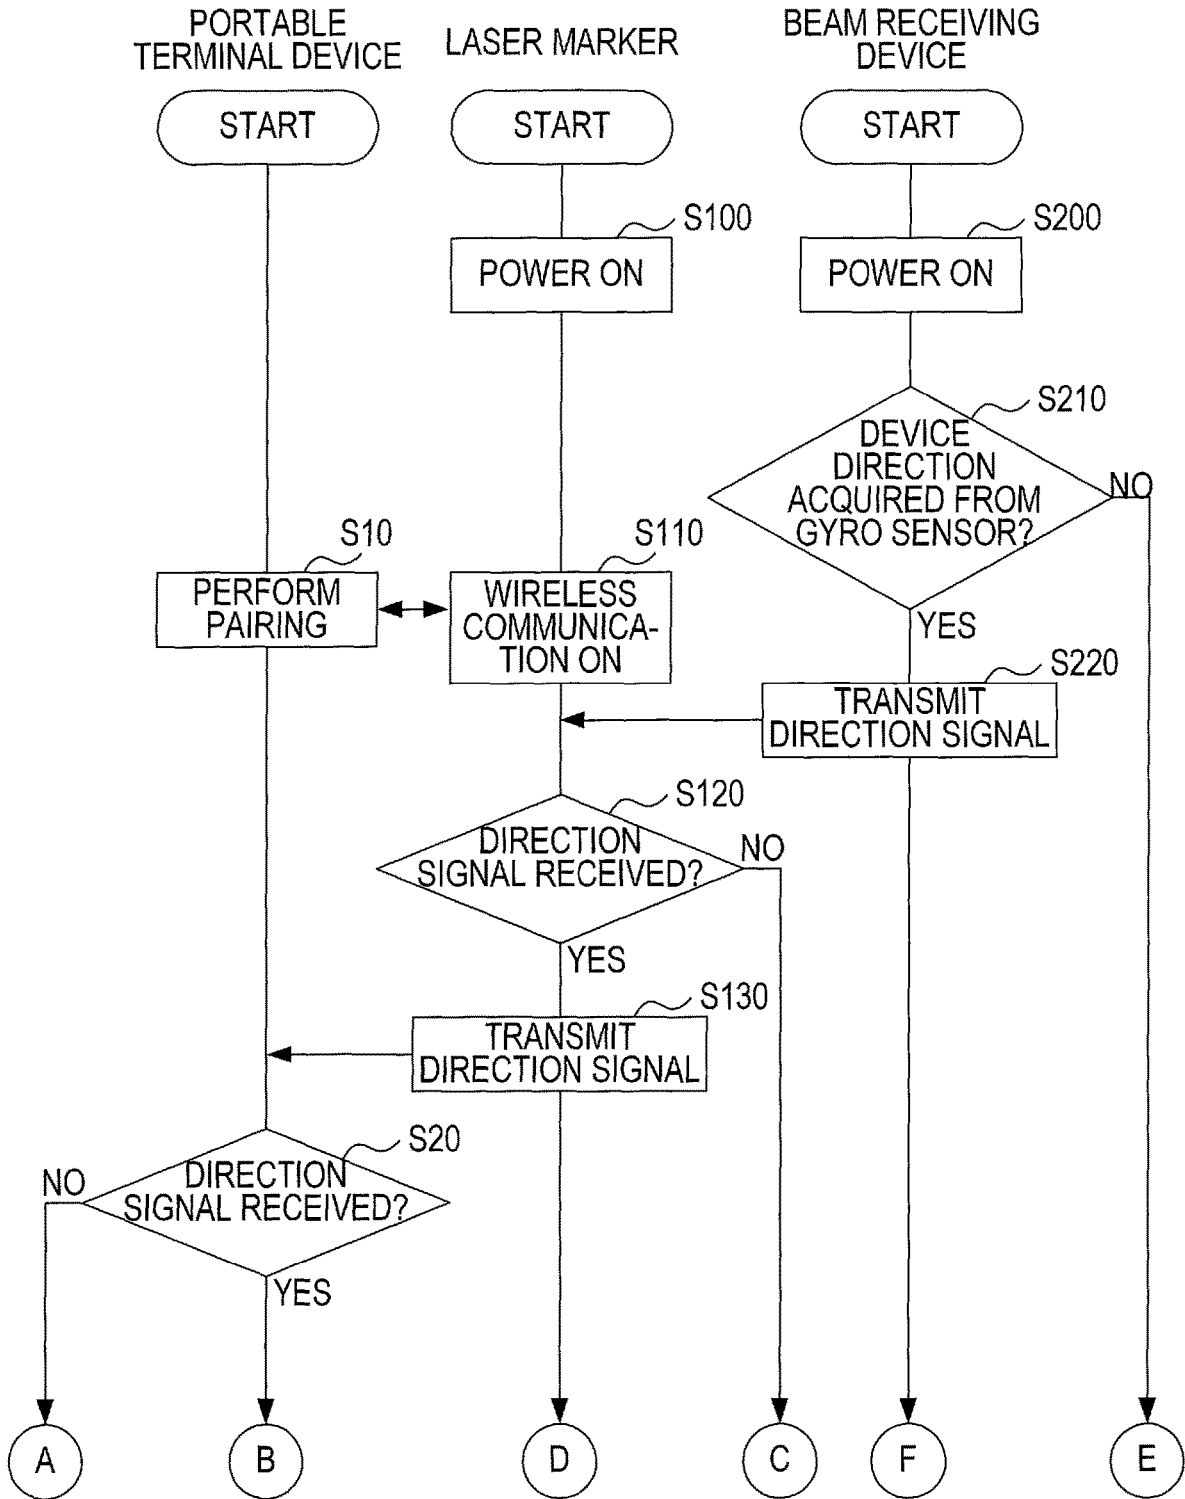 PORTABLE
TERMINAL DEVICE
LASER MARKER
BEAM RECEIVING
DEVICE
START
START
START
S100
S200
POWER ON
POWER ON
S210
DEVICE
DIRECTION
ACQUIRED FROM
GYRO SENSOR?
NO
S10
S110
PERFORM
PAIRING
WIRELESS
COMMUNICA-
TION ON
YES
S220
TRANSMIT
DIRECTION SIGNAL
S120
DIRECTION
SIGNAL RECEIVED?
NO
YES
S130
TRANSMIT
DIRECTION SIGNAL
S20
DIRECTION
SIGNAL RECEIVED?
NO
YES
A
B
D
C
F
E